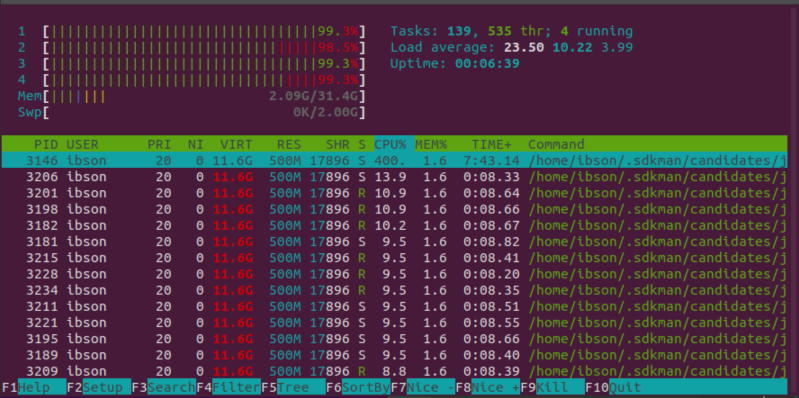 1 [||||||||||||||||||||||||||||||||||99.3%] Tasks: 139, 535 thr; 4 running
2 [||||||||||||||||||||||||||||||||||98.5%] Load average: 23.50 10.22 3.99
3 [||||||||||||||||||||||||||||||||||99.3%] Uptime: 00:06:39
4 [||||||||||||||||||||||||||||||||||99.3%]
Mem[||||||| 2.09G/31.4G]
Swp[ 0K/2.00G]
PID USER PRI NI VIRT RES SHR S CPU% MEM% TIME+ Command
3146 ibson 20 0 11.6G 500M 17896 S 400. 1.6 7:43.14 /home/ibson/.sdkman/candidates/j
3206 ibson 20 0 11.6G 500M 17896 S 13.9 1.6 0:08.33 /home/ibson/.sdkman/candidates/j
3201 ibson 20 0 11.6G 500M 17896 R 10.9 1.6 0:08.64 /home/ibson/.sdkman/candidates/j
3198 ibson 20 0 11.6G 500M 17896 R 10.9 1.6 0:08.66 /home/ibson/.sdkman/candidates/j
3182 ibson 20 0 11.6G 500M 17896 R 10.2 1.6 0:08.67 /home/ibson/.sdkman/candidates/j
3181 ibson 20 0 11.6G 500M 17896 S 9.5 1.6 0:08.82 /home/ibson/.sdkman/candidates/j
3215 ibson 20 0 11.6G 500M 17896 R 9.5 1.6 0:08.41 /home/ibson/.sdkman/candidates/j
3228 ibson 20 0 11.6G 500M 17896 R 9.5 1.6 0:08.20 /home/ibson/.sdkman/candidates/j
3234 ibson 20 0 11.6G 500M 17896 R 9.5 1.6 0:08.35 /home/ibson/.sdkman/candidates/j
3211 ibson 20 0 11.6G 500M 17896 S 9.5 1.6 0:08.51 /home/ibson/.sdkman/candidates/j
3221 ibson 20 0 11.6G 500M 17896 S 9.5 1.6 0:08.55 /home/ibson/.sdkman/candidates/j
3195 ibson 20 0 11.6G 500M 17896 S 9.5 1.6 0:08.66 /home/ibson/.sdkman/candidates/j
3189 ibson 20 0 11.6G 500M 17896 S 9.5 1.6 0:08.40 /home/ibson/.sdkman/candidates/j
3209 ibson 20 0 11.6G 500M 17896 R 8.8 1.6 0:08.39 /home/ibson/.sdkman/candidates/j
F1Help F2Setup F3SearchF4FilterF5Tree F6SortByF7Nice -F8Nice +F9Kill F10Quit